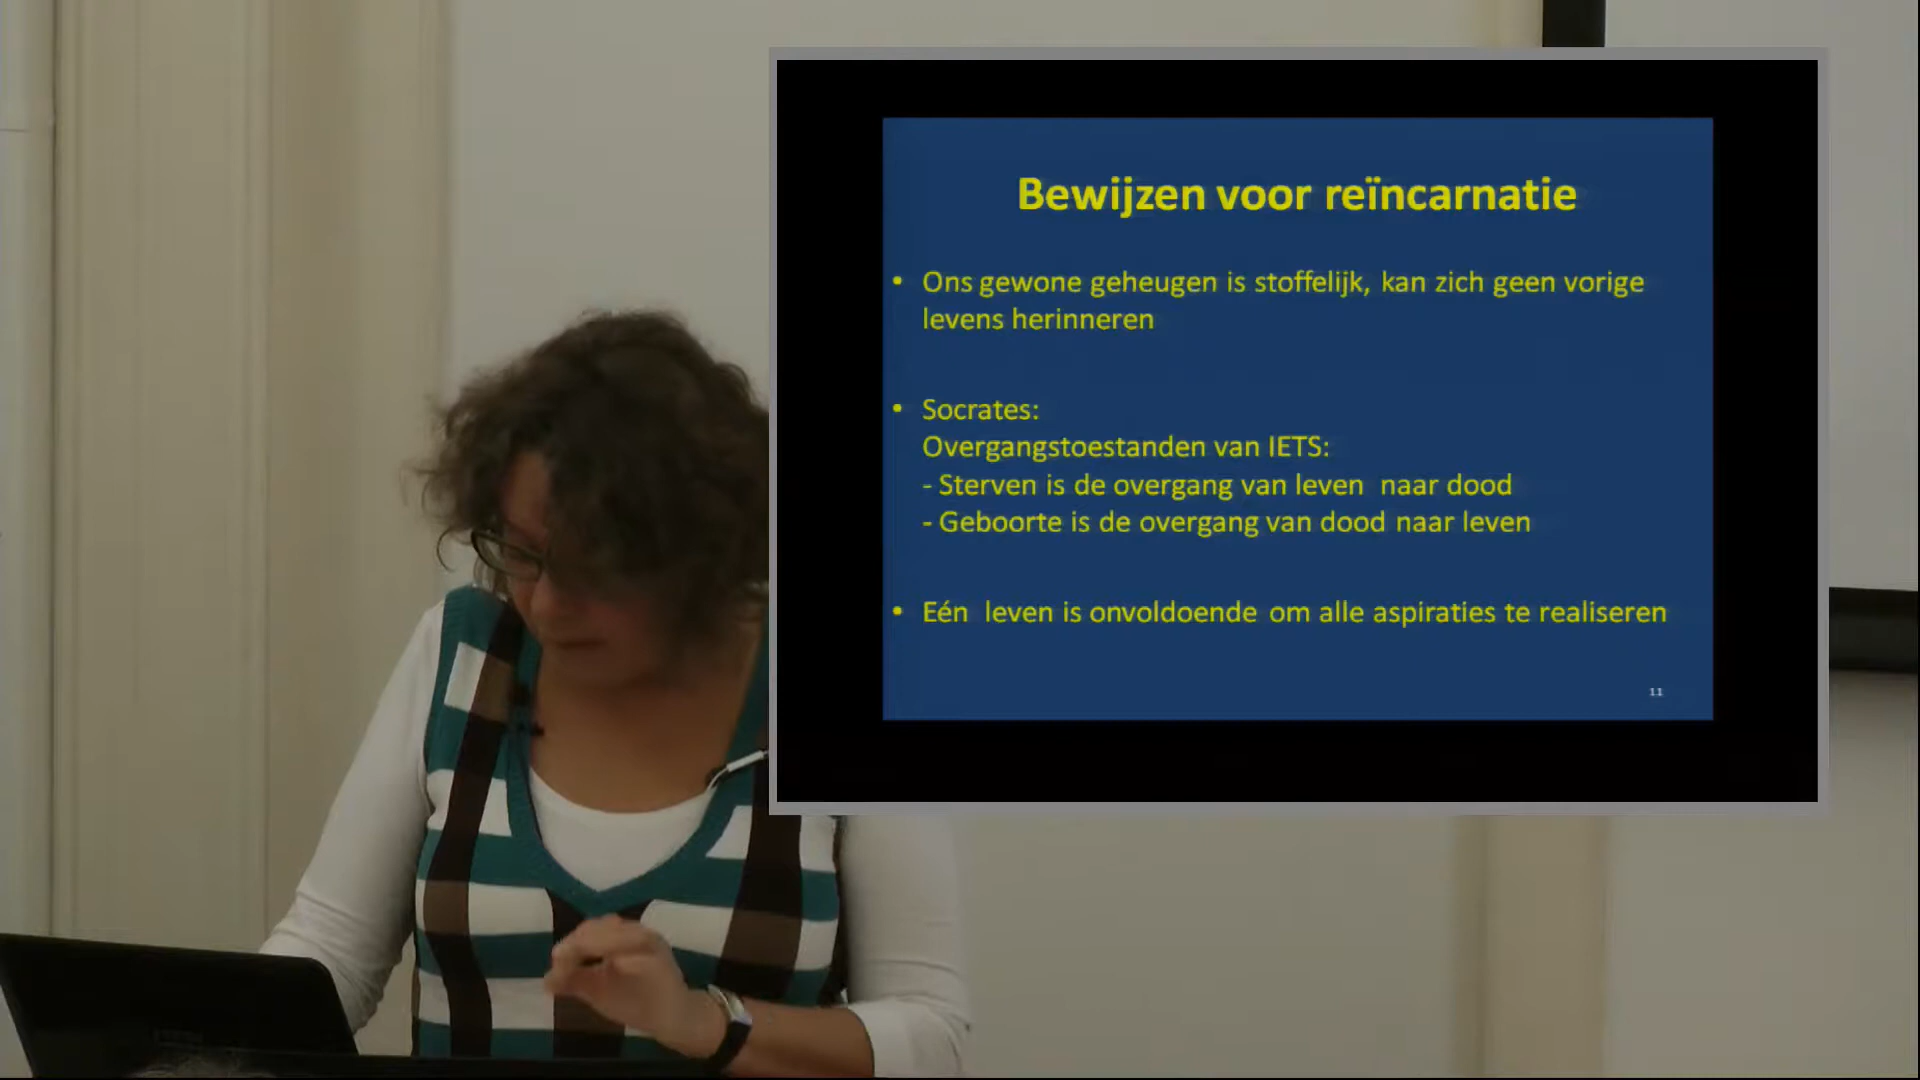 Bewijzen voor reïncarnatie
• Ons gewone geheugen is stoffelijk, kan zich geen vorige
levens herinneren
• Socrates:
Overgangstoestanden van IETS:
- Sterven is de overgang van leven naar dood
- Geboorte is de overgang van dood naar leven
• Eén leven is onvoldoende om alle aspiraties te realiseren
11